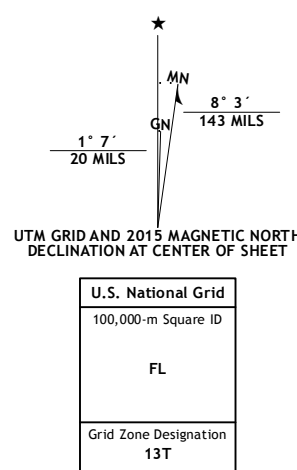 ★
MN
8° 3´
143 MILS
GN
1° 7´
20 MILS
UTM GRID AND 2015 MAGNETIC NORTH
DECLINATION AT CENTER OF SHEET
U.S. National Grid
100,000-m Square ID
FL
Grid Zone Designation
13T